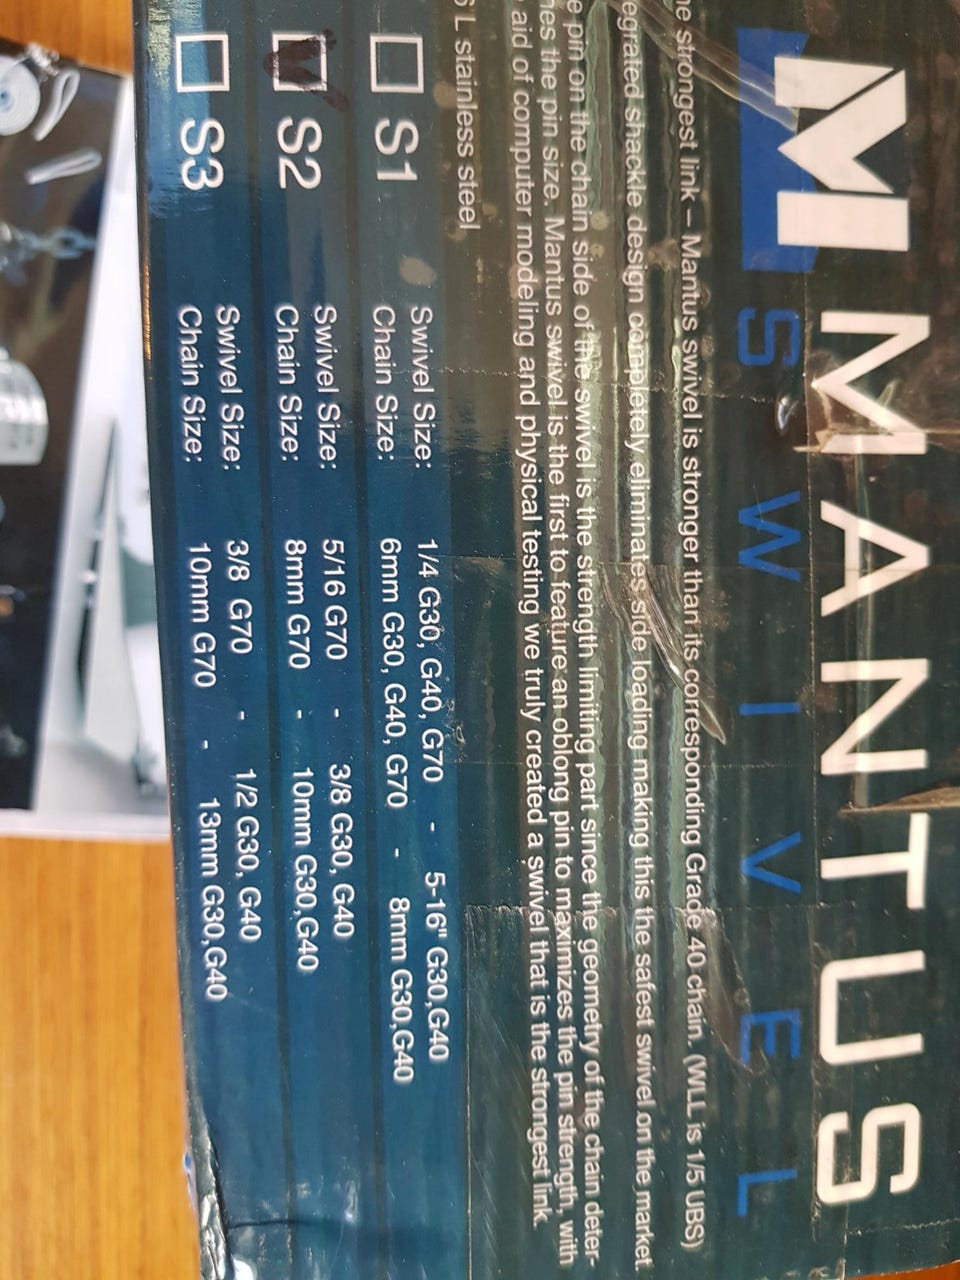 MANTUS
SWIVEL
strongest link – Mantus swivel is stronger than its corresponding Grade 40 chain. (WLL is 1/5 UBS)
shackle design completely eliminates side loading making this the safest swivel on the market.
pin on the chain side of the swivel is the strength limiting part since the geometry of the chain deter-
the pin size. Mantus swivel is the first to feature an oblong pin to maximizes the pin strength, with
aid of computer modeling and physical testing we truly created a swivel that is the strongest link.
L stainless steel
S1 Swivel Size: 1/4 G30, G40, G70 - 5-16" G30,G40
Chain Size: 6mm G30, G40, G70 - 8mm G30,G40
S2 Swivel Size: 5/16 G70 - 3/8 G30, G40
Chain Size: 8mm G70 - 10mm G30,G40
S3 Swivel Size: 3/8 G70 - 1/2 G30, G40
Chain Size: 10mm G70 - 13mm G30,G40